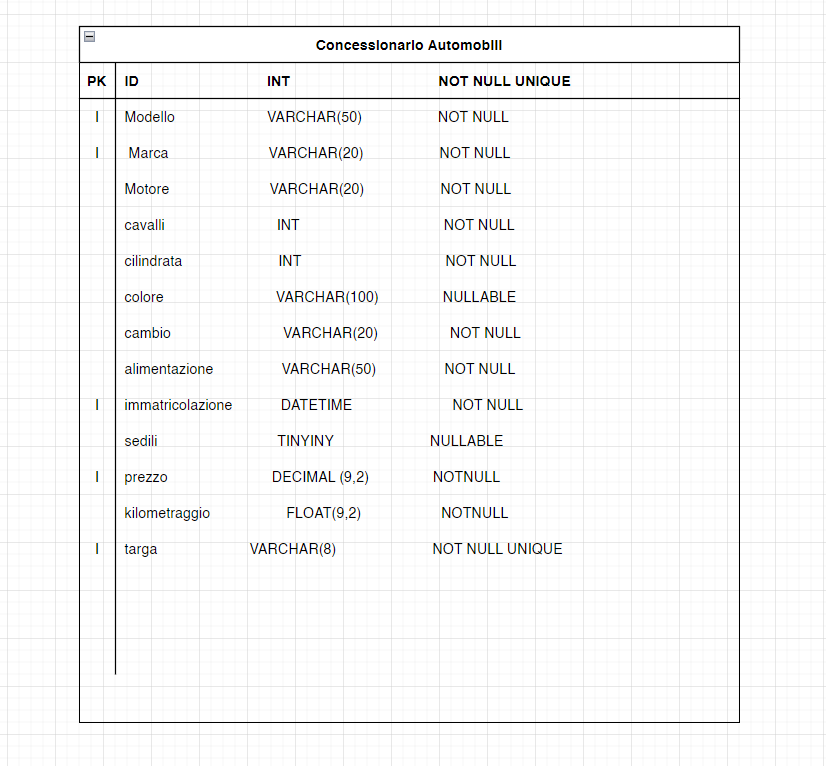 Concessionario Automobili
PK ID INT NOT NULL UNIQUE
I Modello VARCHAR(50) NOT NULL
I Marca VARCHAR(20) NOT NULL
Motore VARCHAR(20) NOT NULL
cavalli INT NOT NULL
cilindrata INT NOT NULL
colore VARCHAR(100) NULLABLE
cambio VARCHAR(20) NOT NULL
alimentazione VARCHAR(50) NOT NULL
I immatricolazione DATETIME NOT NULL
sedili TINYINY NULLABLE
I prezzo DECIMAL (9,2) NOTNULL
kilometraggio FLOAT(9,2) NOTNULL
I targa VARCHAR(8) NOT NULL UNIQUE